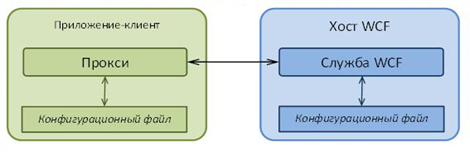 Приложение-клиент
Прокси
Конфигурационный файл
Хост WCF
Служба WCF
Конфигурационный файл